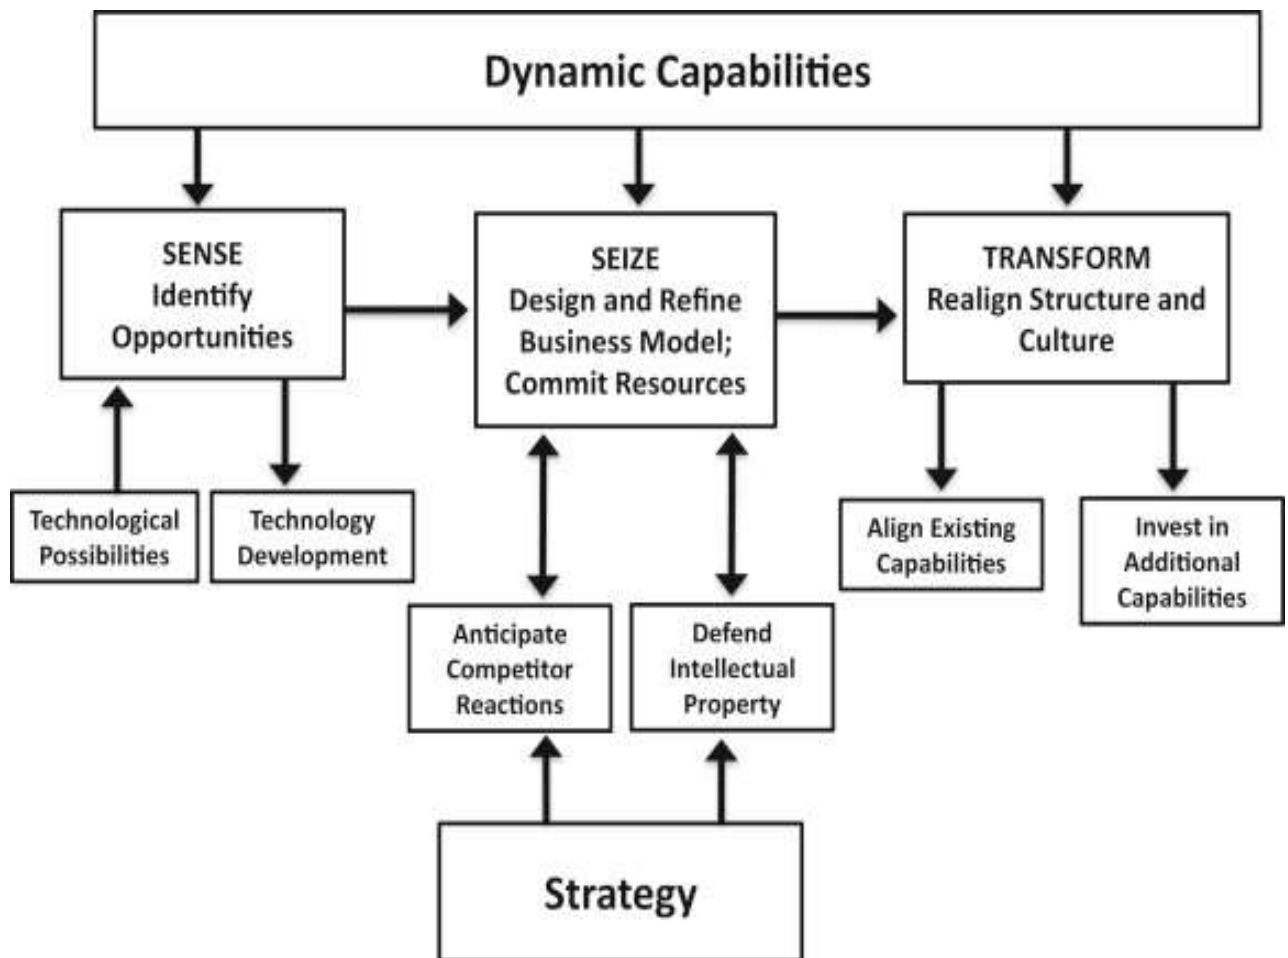 Dynamic Capabilities
SENSE
Identify
Opportunities
SEIZE
Design and Refine
Business Model;
Commit Resources
TRANSFORM
Realign Structure and
Culture
Technological
Possibilities
Technology
Development
Align Existing
Capabilities
Invest in
Additional
Capabilities
Anticipate
Competitor
Reactions
Defend
Intellectual
Property
Strategy